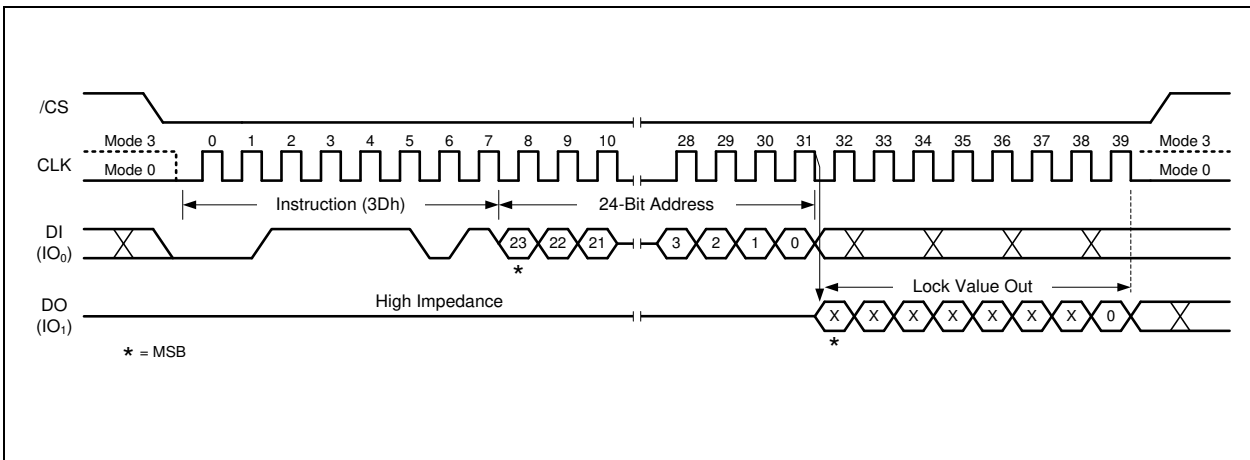 /CS
Mode 3 0 1 2 3 4 5 6 7 8 9 10 28 29 30 31 32 33 34 35 36 37 38 39 Mode 3
CLK Mode 0 Mode 0
Instruction (3Dh) 24-Bit Address
DI
(IO₀) 23 22 21 3 2 1 0
*
Lock Value Out
DO High Impedance
(IO₁) X X X X X X X 0
* = MSB *